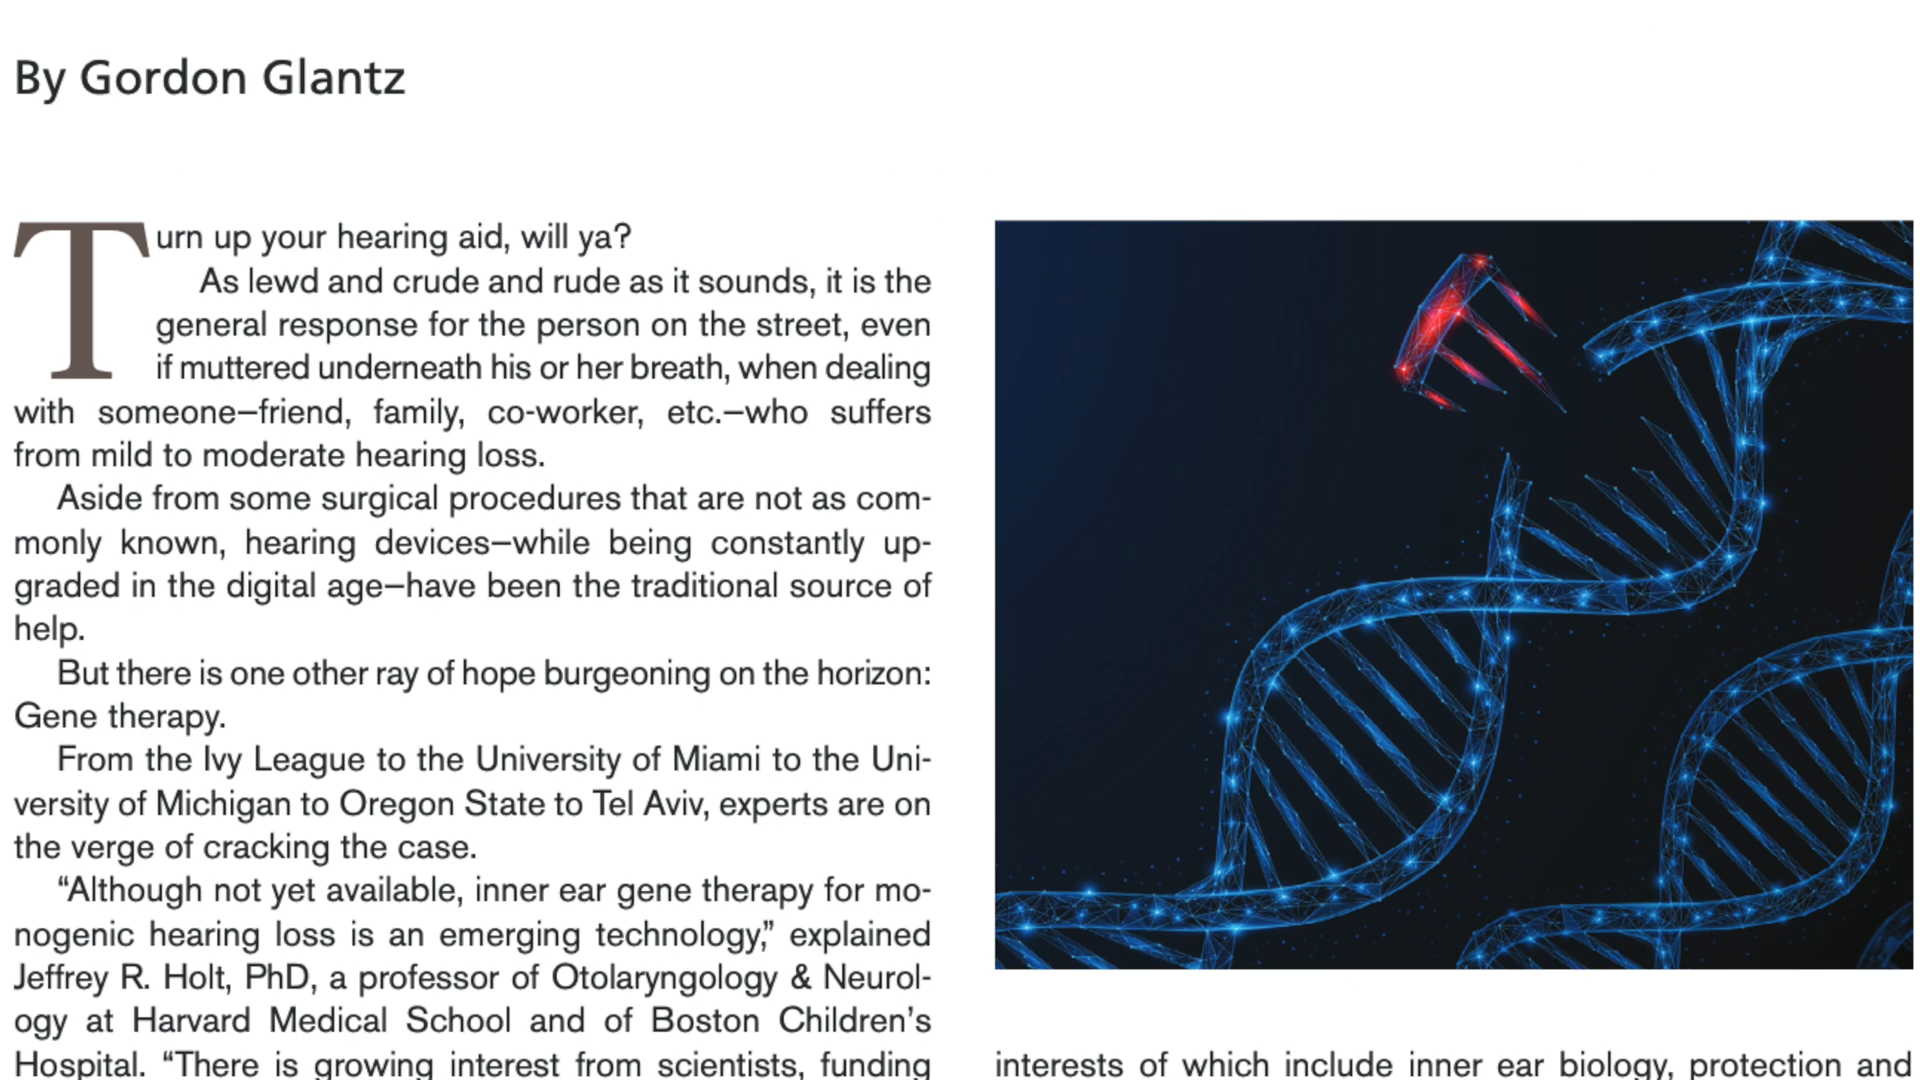 By Gordon Glantz
Turn up your hearing aid, will ya?
As lewd and crude and rude as it sounds, it is the
general response for the person on the street, even
if muttered underneath his or her breath, when dealing
with someone—friend, family, co-worker, etc.—who suffers
from mild to moderate hearing loss.
Aside from some surgical procedures that are not as com-
monly known, hearing devices—while being constantly up-
graded in the digital age—have been the traditional source of
help.
But there is one other ray of hope burgeoning on the horizon:
Gene therapy.
From the Ivy League to the University of Miami to the Uni-
versity of Michigan to Oregon State to Tel Aviv, experts are on
the verge of cracking the case.
“Although not yet available, inner ear gene therapy for mo-
nogenic hearing loss is an emerging technology,” explained
Jeffrey R. Holt, PhD, a professor of Otolaryngology & Neurol-
ogy at Harvard Medical School and of Boston Children’s
Hospital. “There is growing interest from scientists, funding
interests of which include inner ear biology, protection and